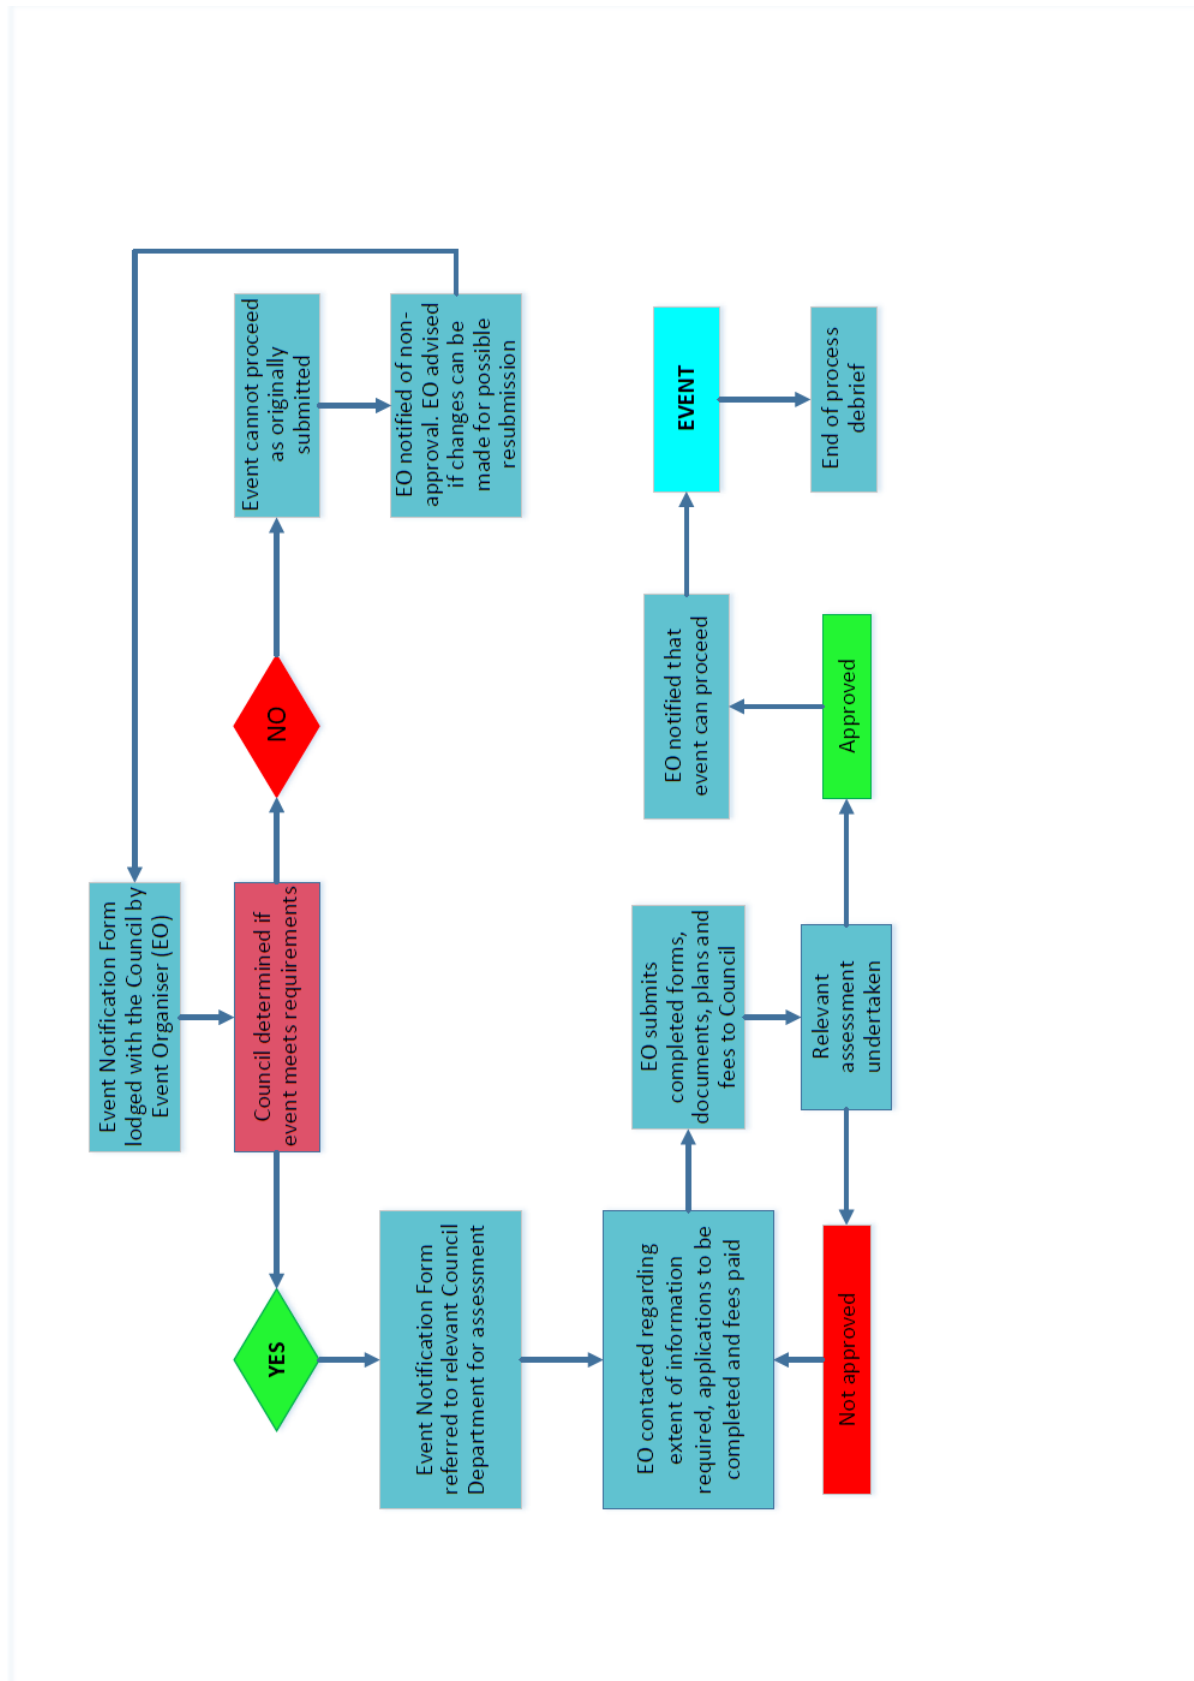 Event Notification Form
lodged with the Council by
Event Organiser (EO)
Council determined if
event meets requirements
YES
NO
Event cannot proceed
as originally
submitted
EO notified of non-
approval. EO advised
if changes can be
made for possible
resubmission
Event Notification Form
referred to relevant Council
Department for assessment
EO contacted regarding
extent of information
required, applications to be
completed and fees paid
EO submits
completed forms,
documents, plans and
fees to Council
Relevant
assessment
undertaken
Not approved
Approved
EO notified that
event can proceed
EVENT
End of process
debrief